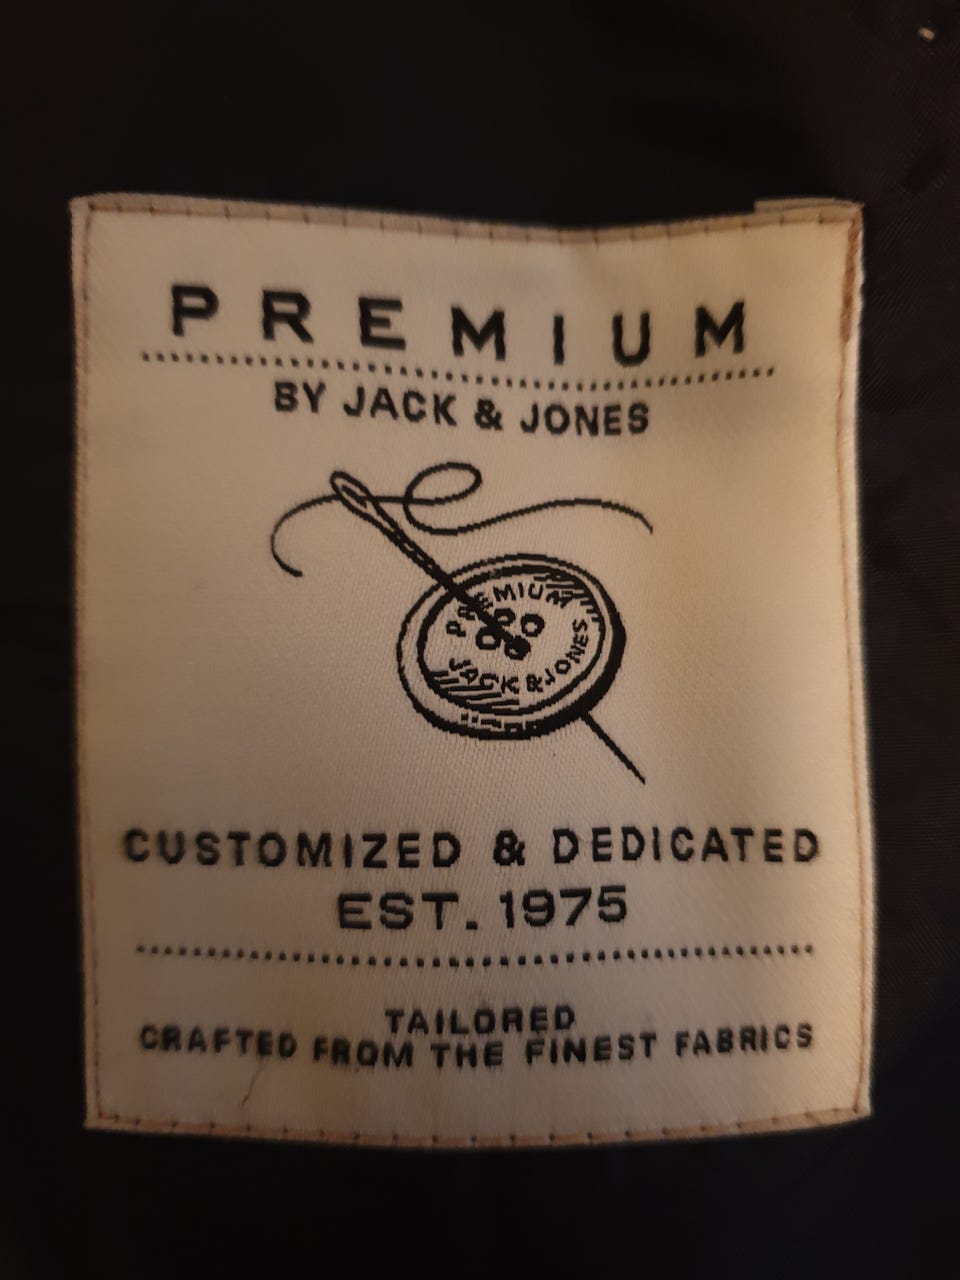 PREMIUM
BY JACK & JONES
PREMIUM
JACK & JONES
CUSTOMIZED & DEDICATED
EST. 1975
TAILORED
CRAFTED FROM THE FINEST FABRICS